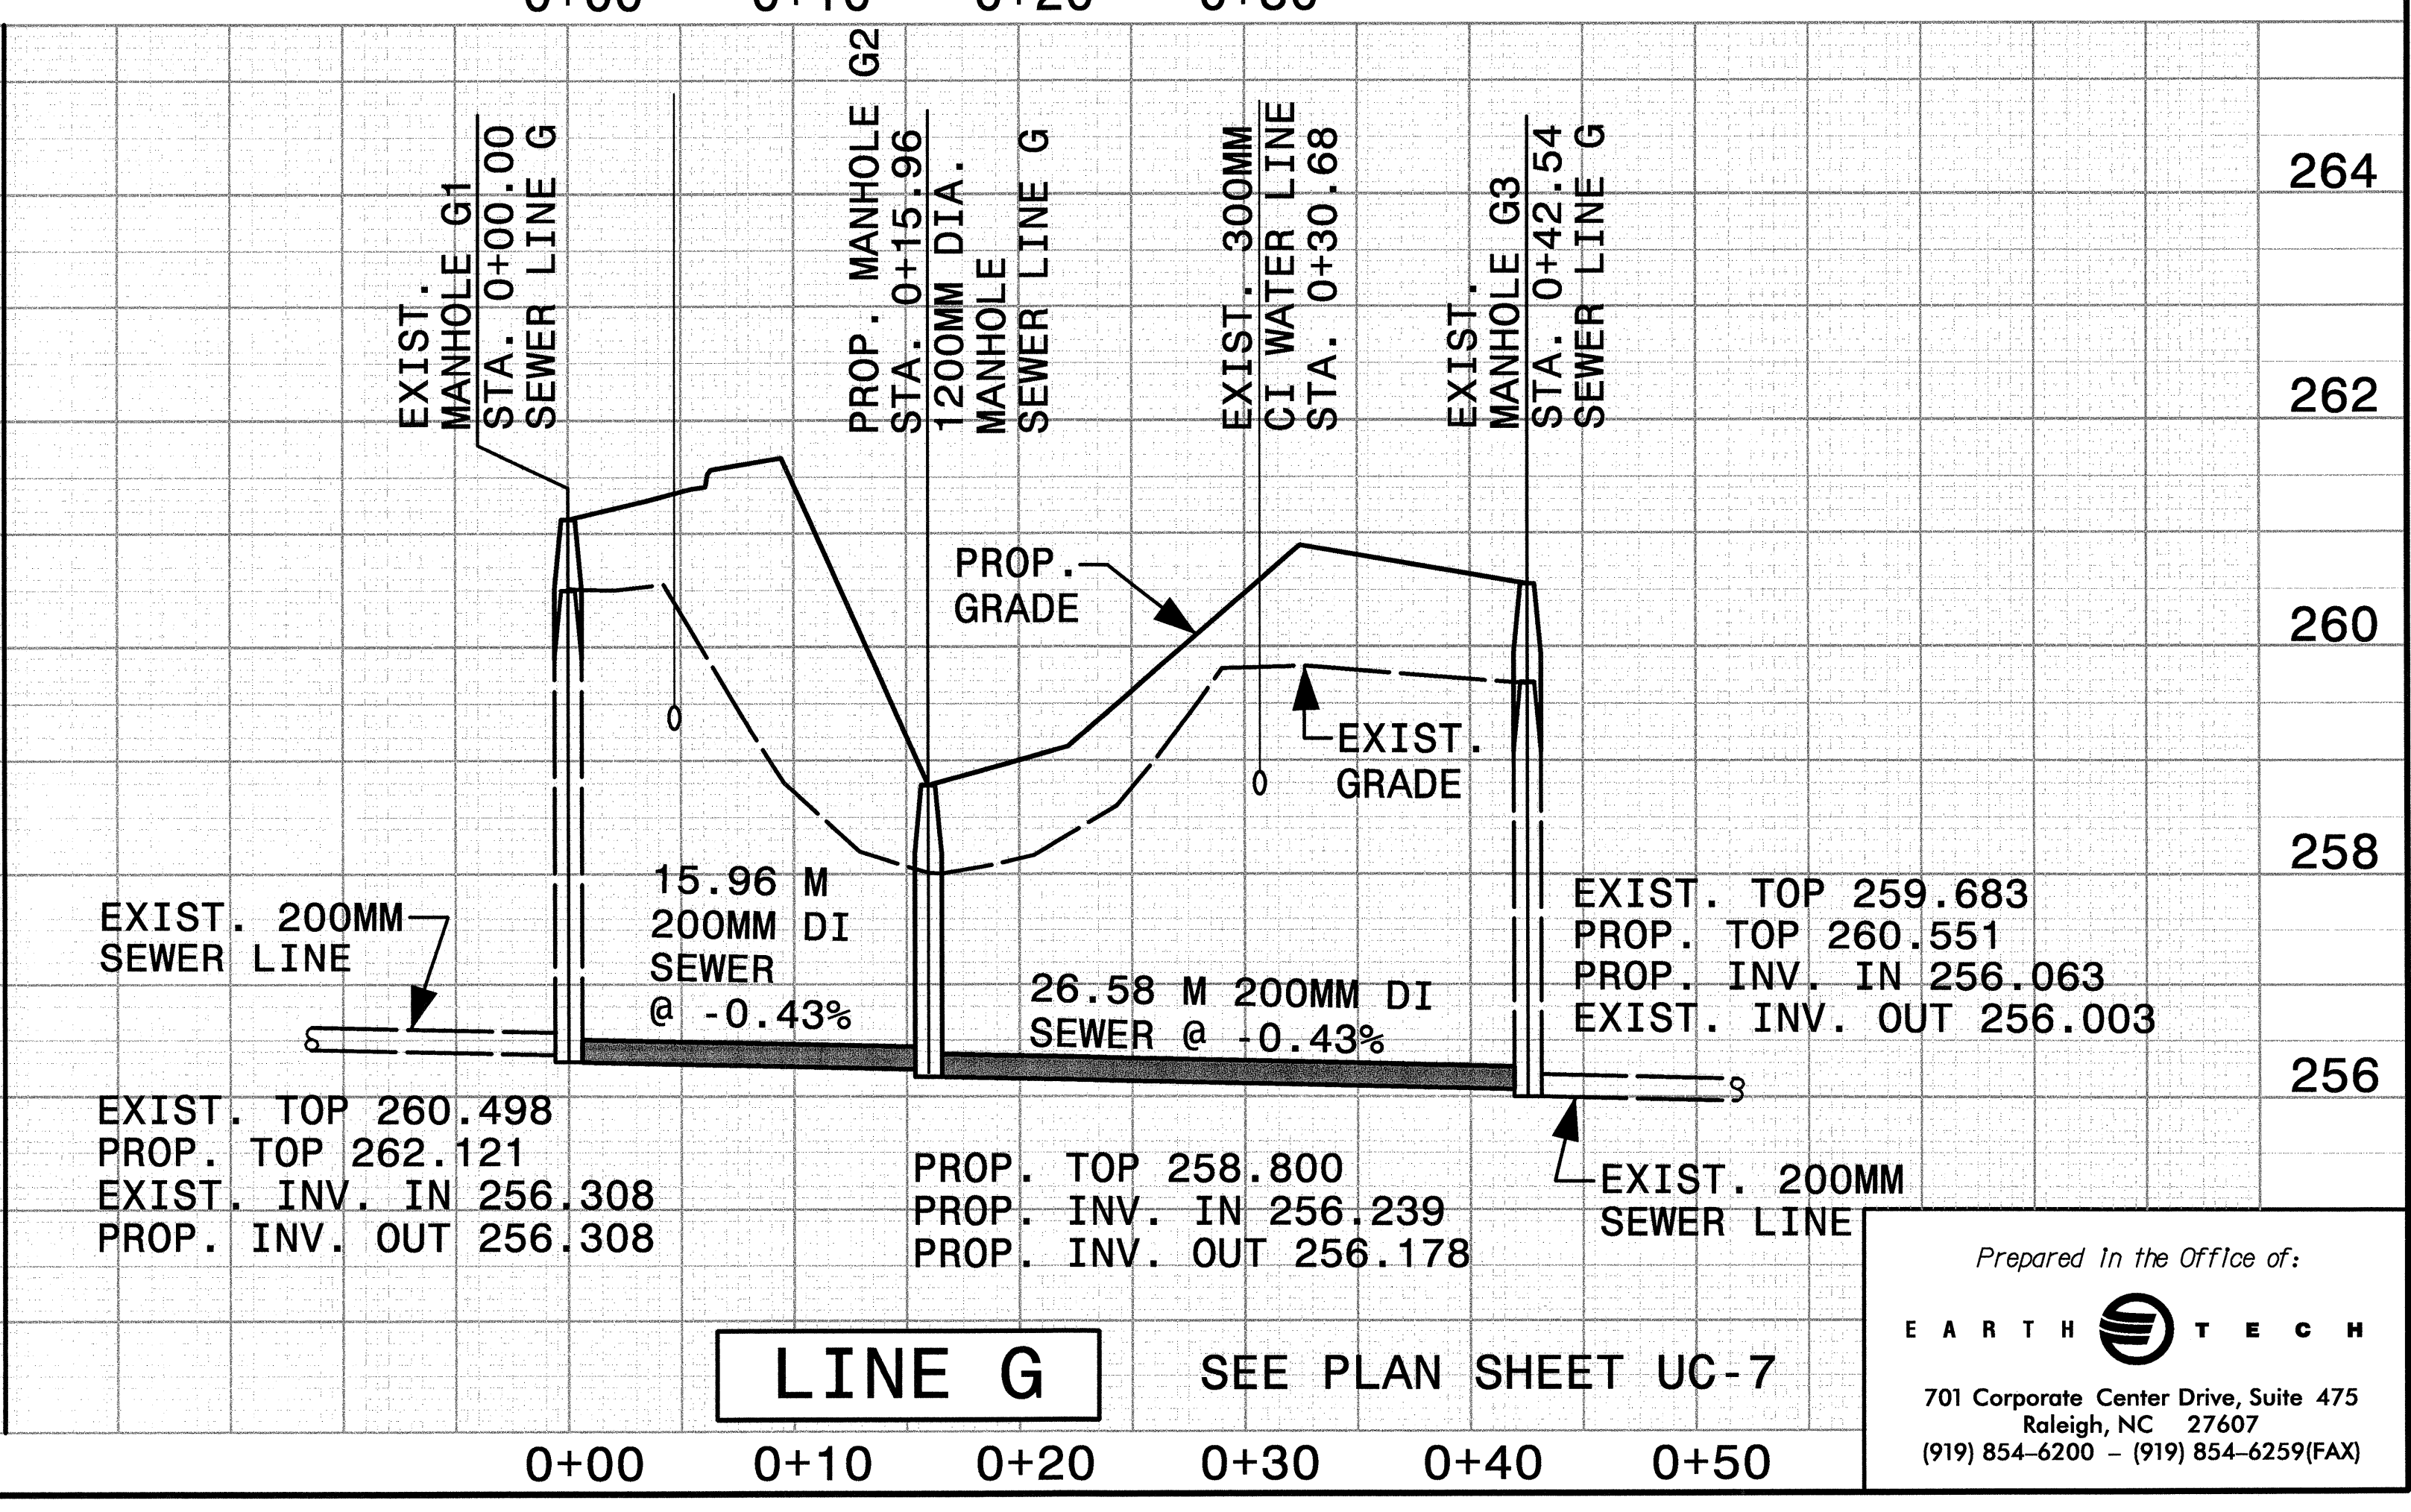 EXIST.
MANHOLE G1
STA. 0+00.00
SEWER LINE G
PROP. MANHOLE G2
STA. 0+15.96
1200MM DIA.
MANHOLE
SEWER LINE G
EXIST. 300MM
CI WATER LINE
STA. 0+30.68
EXIST.
MANHOLE G3
STA. 0+42.54
SEWER LINE G
264
262
260
258
256
PROP.
GRADE
EXIST.
GRADE
EXIST. 200MM
SEWER LINE
15.96 M
200MM DI
SEWER
@ -0.43%
26.58 M 200MM DI
SEWER @ -0.43%
EXIST. TOP 259.683
PROP. TOP 260.551
PROP. INV. IN 256.063
EXIST. INV. OUT 256.003
EXIST. TOP 260.498
PROP. TOP 262.121
EXIST. INV. IN 256.308
PROP. INV. OUT 256.308
PROP. TOP 258.800
PROP. INV. IN 256.239
PROP. INV. OUT 256.178
EXIST. 200MM
SEWER LINE
LINE G
SEE PLAN SHEET UC-7
0+00 0+10 0+20 0+30 0+40 0+50
Prepared in the Office of:
EARTH TECH
701 Corporate Center Drive, Suite 475
Raleigh, NC 27607
(919) 854–6200 – (919) 854–6259(FAX)